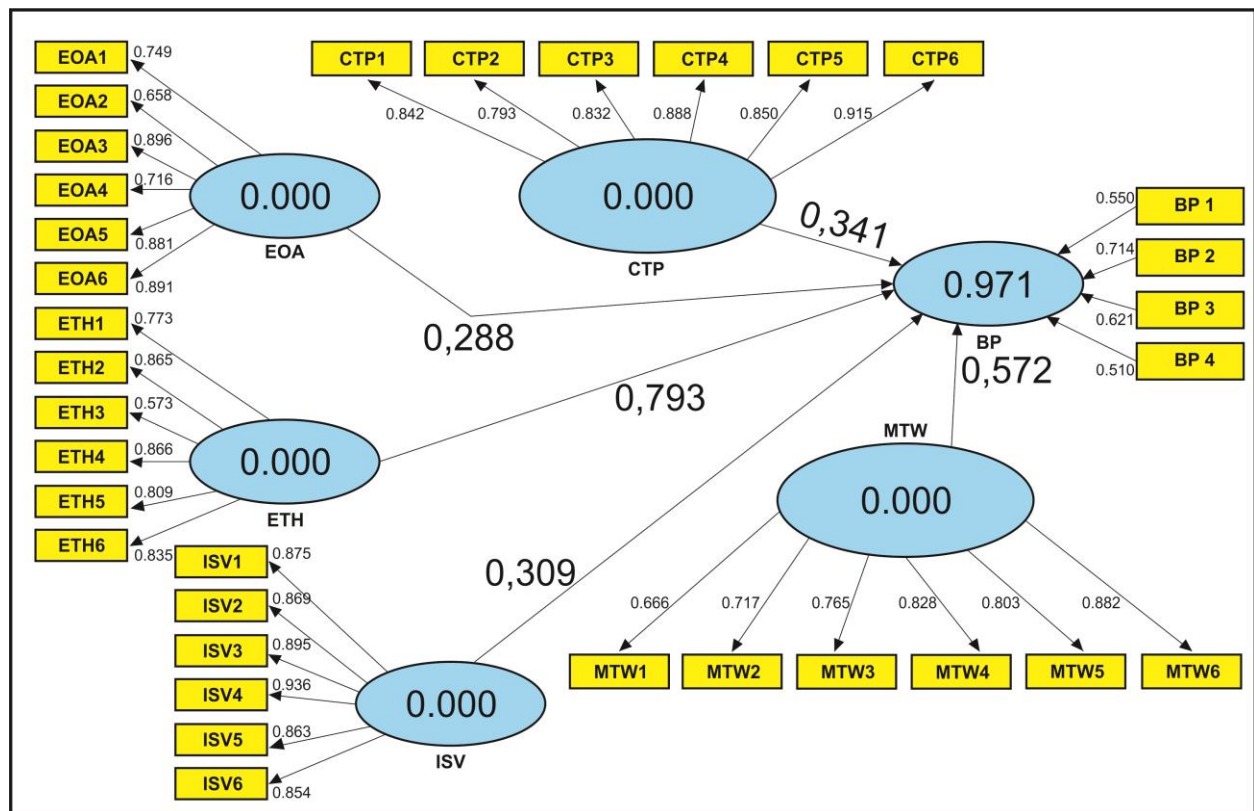 EOA1
0.749
EOA2
0.658
EOA3
0.896
EOA4
0.716
EOA5
0.881
EOA6
0.891
0.000
EOA
CTP1
CTP2
CTP3
CTP4
CTP5
CTP6
0.842
0.793
0.832
0.888
0.850
0.915
0.000
CTP
0,341
0.550
BP 1
0.714
BP 2
0.621
BP 3
0.510
BP 4
0.971
BP
0,288
0,793
0,572
0,309
ETH1
0.773
ETH2
0.865
ETH3
0.573
ETH4
0.866
ETH5
0.809
ETH6
0.835
0.000
ETH
MTW
0.000
0.666
0.717
0.765
0.828
0.803
0.882
MTW1
MTW2
MTW3
MTW4
MTW5
MTW6
ISV1
0.875
ISV2
0.869
ISV3
0.895
ISV4
0.936
ISV5
0.863
ISV6
0.854
0.000
ISV